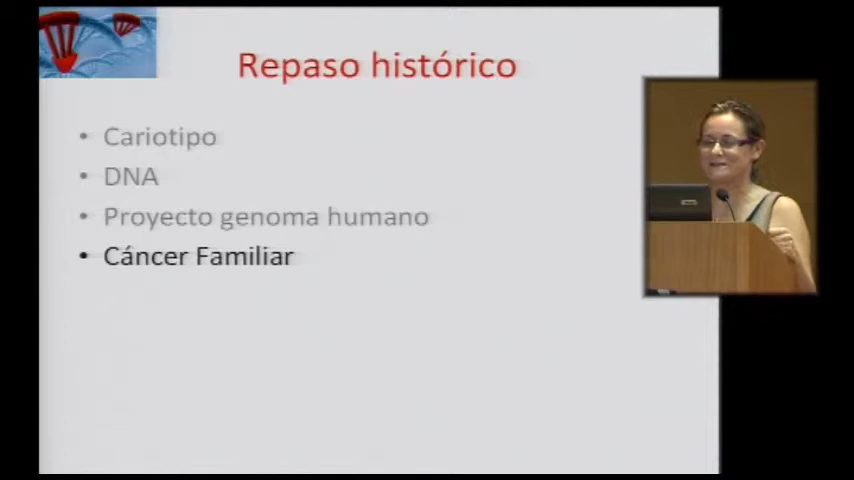 Repaso histórico
• Cariotipo
• DNA
• Proyecto genoma humano
• Cáncer Familiar